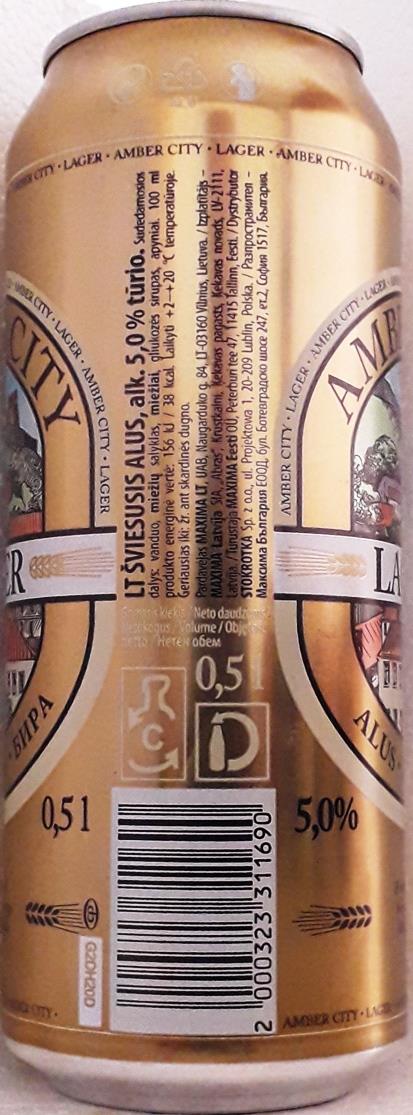 LAGER · AMBER CITY · LAGER · AMBER CITY · LAGER
CITY
AMBER CITY · LAGER · AMBER CITY · LAGER
LT ŠVIESUSIS ALUS, alk. 5,0 % tūrio. Sudedamosios
dalys: vanduo, miežių salyklas, miežiai, gliukozės sirupas, apyniai. 100 ml
produkto energinė vertė: 156 kJ / 38 kcal. Laikyti +2–+20 °C temperatūroje.
Geriausias iki: žr. ant skardinės dugno.
Pardavėjas MAXIMA LT, UAB, Naugarduko g. 84, LT-03160 Vilnius, Lietuva. / Izplatītājs –
MAXIMA Latvija SIA, „Abras", Krustkalni, Ķekavas pagasts, Ķekavas novads, LV-2111,
Latvija. / Turustaja MAXIMA Eesti OÜ, Peterburi tee 47, 11415 Tallinn, Eesti. / Dystrybutor
STOKROTKA Sp. z o.o., ul. Projektowa 1, 20-209 Lublin, Polska. / Разпространител –
Максима България ЕООД, бул. Ботевградско шосе 247, ет.2, София 1517, България.
AMBER CITY · LAGER · AMBER CITY · LAGER
AMB
ER
LA
Neto daudzums
Volume
Нетен обем
0,5 l
C
БИРА
ALUS
0,5 l
5,0%
2 000323 311690
G2DH200
CITY ·
AMBER CITY · LAGER